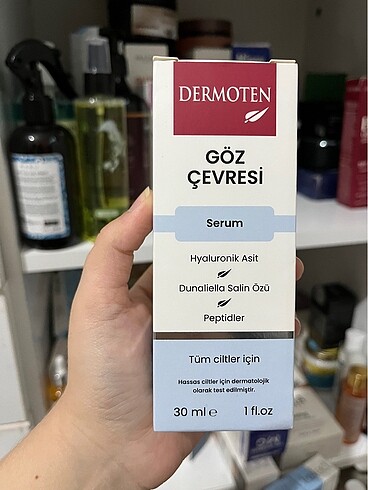 DERMOTEN
GÖZ
ÇEVRESİ
Serum
Hyaluronik Asit
Dunaliella Salin Özü
Peptidler
Tüm ciltler için
Hassas ciltler için dermatolojik
olarak test edilmiştir.
30 ml ℮ 1 fl.oz